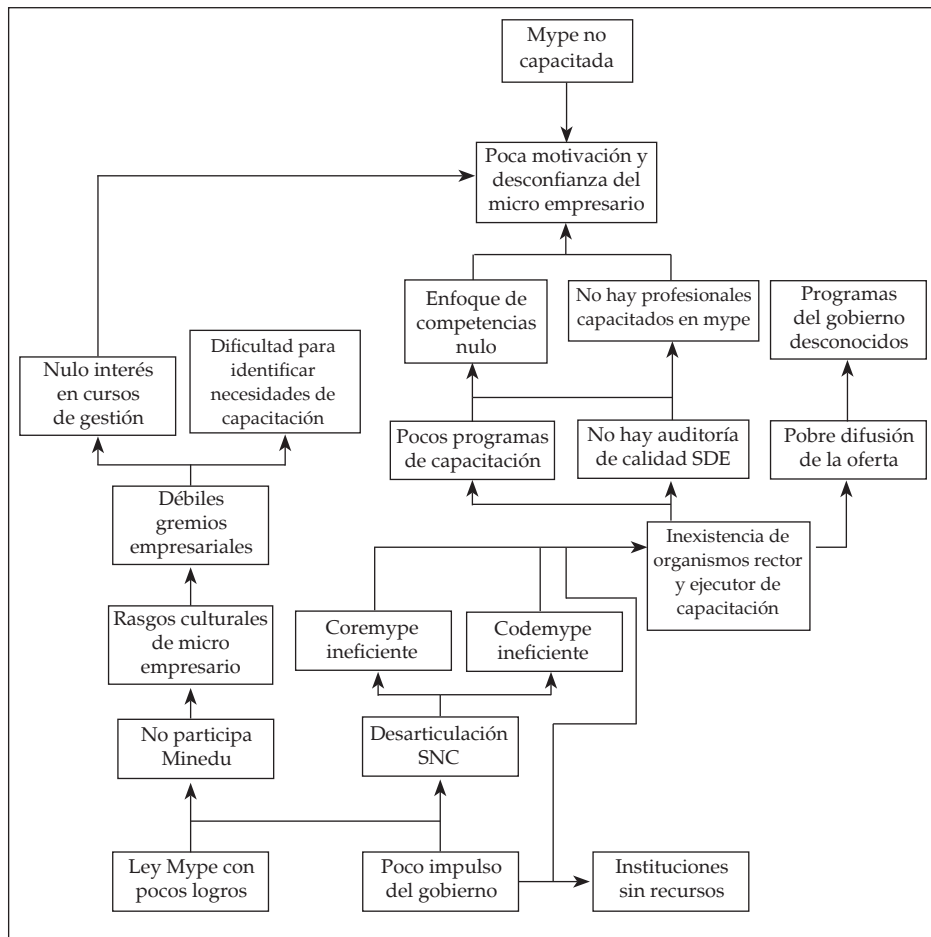 Mype no
capacitada
Poca motivación y
desconfianza del
micro empresario
Enfoque de
competencias
nulo
No hay profesionales
capacitados en mype
Programas
del gobierno
desconocidos
Nulo interés
en cursos
de gestión
Dificultad para
identificar
necesidades de
capacitación
Pocos programas
de capacitación
No hay auditoría
de calidad SDE
Pobre difusión
de la oferta
Débiles
gremios
empresariales
Inexistencia de
organismos rector
y ejecutor de
capacitación
Rasgos culturales
de micro
empresario
Coremype
ineficiente
Codemype
ineficiente
No participa
Minedu
Desarticulación
SNC
Ley Mype con
pocos logros
Poco impulso
del gobierno
Instituciones
sin recursos